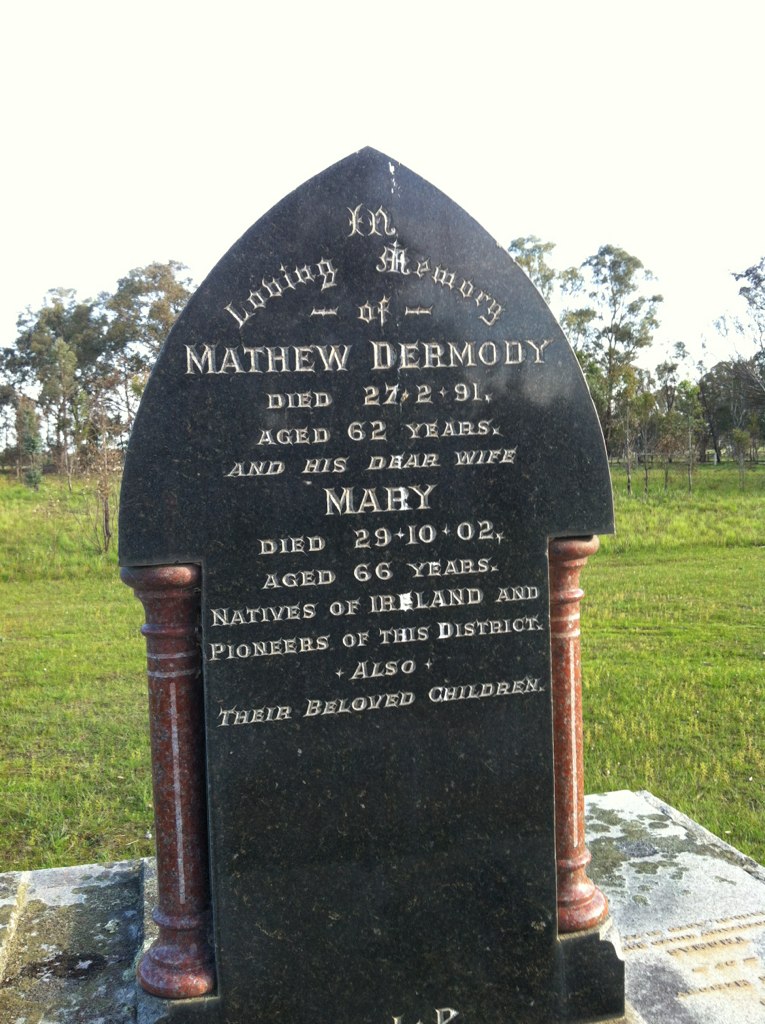 In
Loving Memory
— of —
MATHEW DERMODY
DIED 27·2·91.
AGED 62 YEARS.
AND HIS DEAR WIFE
MARY
DIED 29·10·02.
AGED 66 YEARS.
NATIVES OF IRELAND AND
PIONEERS OF THIS DISTRICT.
· ALSO ·
THEIR BELOVED CHILDREN.